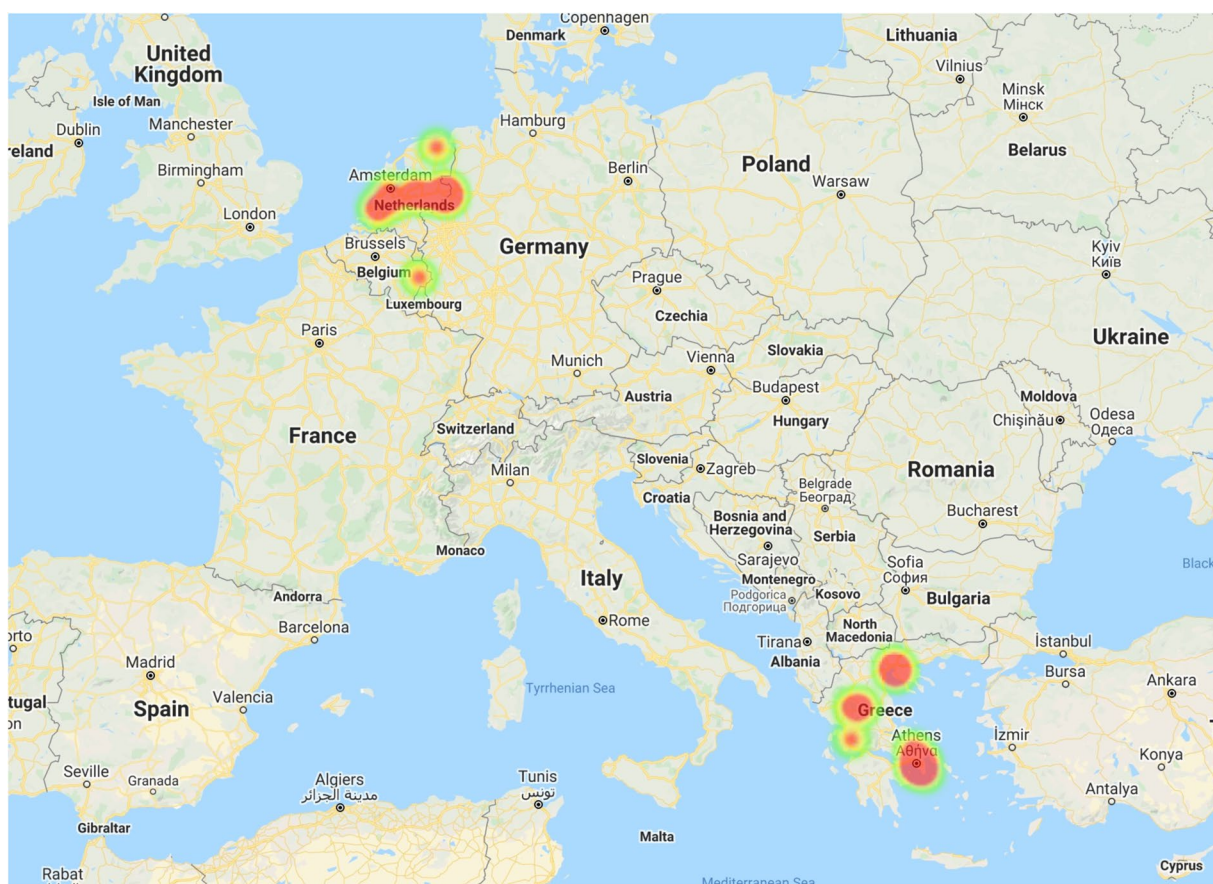 Copenhagen
Denmark
Lithuania
Vilnius
United
Kingdom
Minsk
Мінск
Isle of Man
Hamburg
Manchester
Dublin
reland
Belarus
Poland
Berlin
Birmingham
Amsterdam
Warsaw
Netherlands
London
Brussels
Germany
Kyiv
Київ
Belgium
Prague
Luxembourg
Czechia
Paris
Ukraine
Slovakia
Munich
Vienna
Budapest
Austria
Moldova
Hungary
Chișinău
Odesa
Одеса
France
Switzerland
Slovenia
Milan
Zagreb
Romania
Belgrade
Београд
Croatia
Bosnia and
Herzegovina
Bucharest
Serbia
Monaco
Sarajevo
Sofia
София
Black
Italy
Montenegro
Podgorica
Подгорица
Kosovo
Andorra
Bulgaria
Barcelona
Rome
North
Macedonia
orto
Tirana
İstanbul
Madrid
Albania
Bursa
Ankara
Tyrrhenian Sea
tugal
Spain
Valencia
Greece
on
Athens
Αθήνα
İzmir
Konya
Seville
Granada
Algiers
مدينة الجزائر
Tunis
تونس
Antalya
Gibraltar
Malta
Rabat
Cyprus
Mediterranean Sea